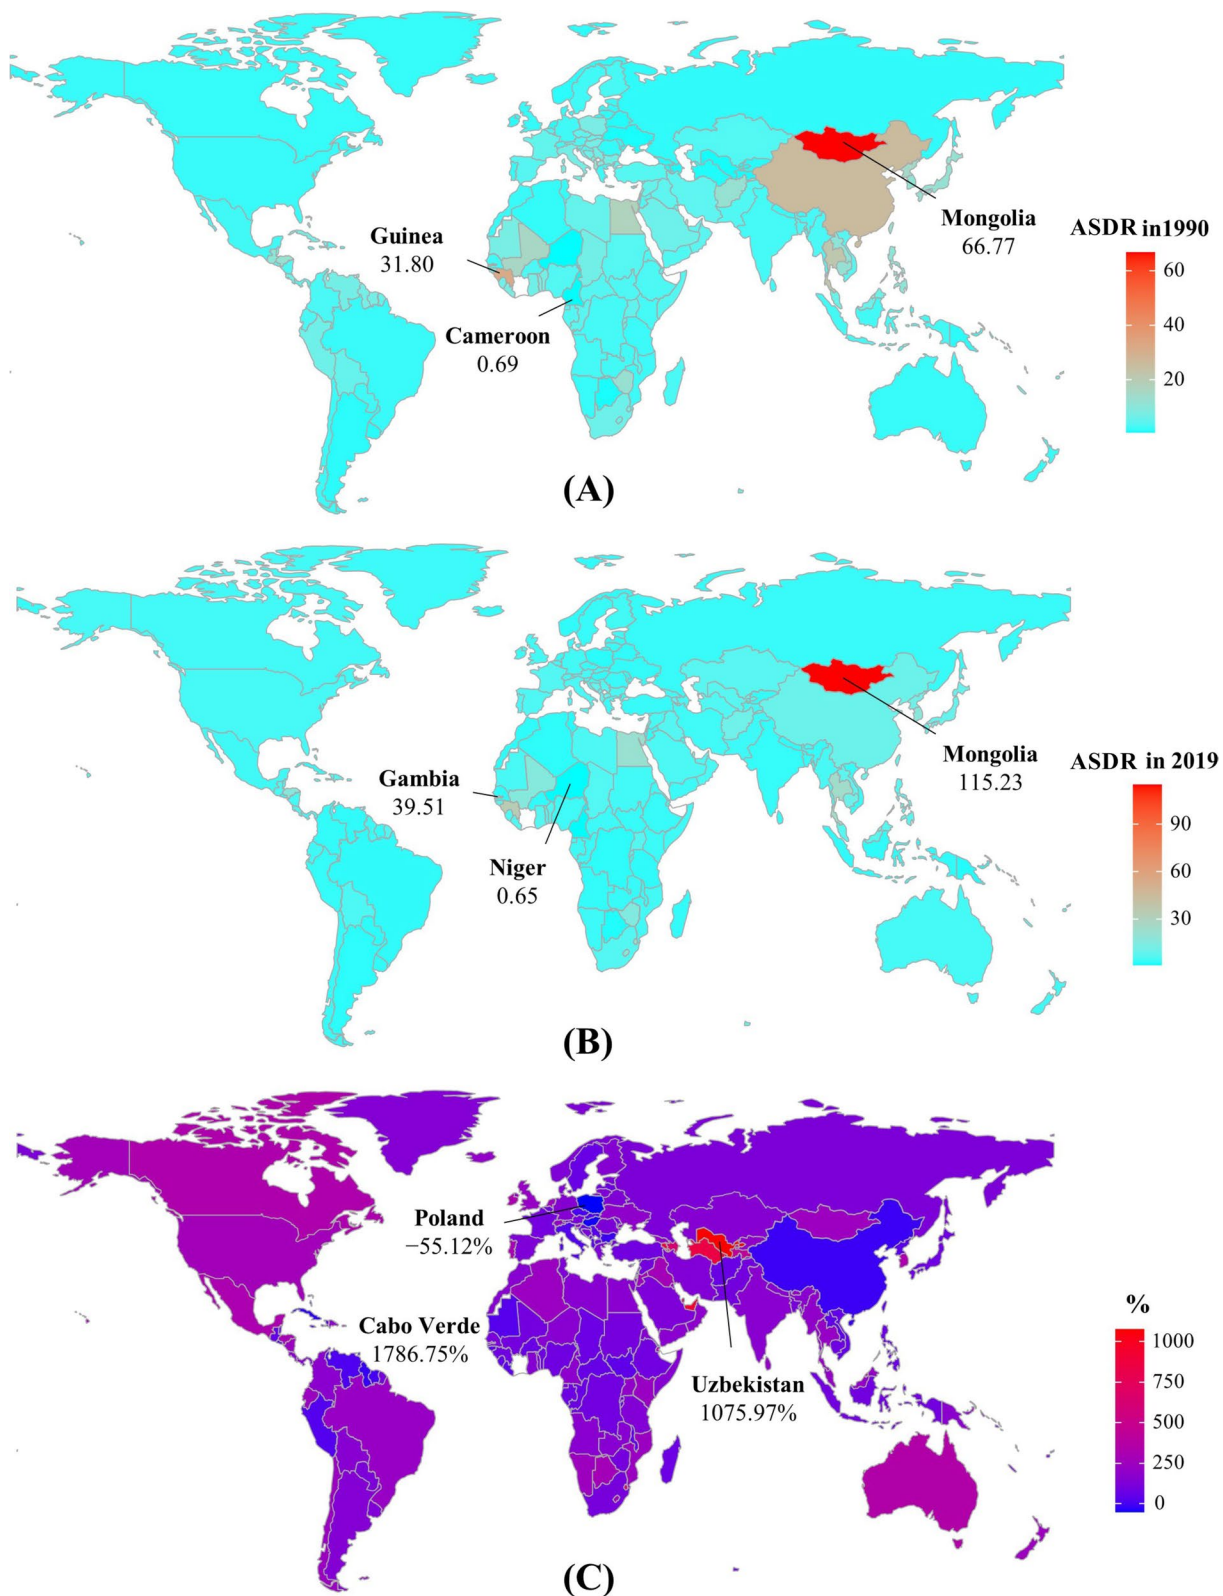 Guinea
31.80
Cameroon
0.69
Mongolia
66.77
ASDR in1990
60
40
20
(A)
Gambia
39.51
Niger
0.65
Mongolia
115.23
ASDR in 2019
90
60
30
(B)
Poland
−55.12%
Cabo Verde
1786.75%
Uzbekistan
1075.97%
%
1000
750
500
250
0
(C)